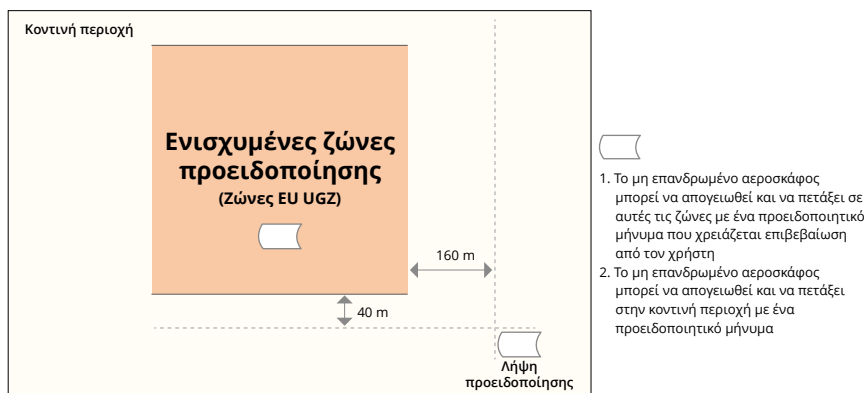 Κοντινή περιοχή
Ενισχυμένες ζώνες
προειδοποίησης
(Ζώνες EU UGZ)
160 m
40 m
Λήψη
προειδοποίησης
1. Το μη επανδρωμένο αεροσκάφος
μπορεί να απογειωθεί και να πετάξει σε
αυτές τις ζώνες με ένα προειδοποιητικό
μήνυμα που χρειάζεται επιβεβαίωση
από τον χρήστη
2. Το μη επανδρωμένο αεροσκάφος
μπορεί να απογειωθεί και να πετάξει
στην κοντινή περιοχή με ένα
προειδοποιητικό μήνυμα